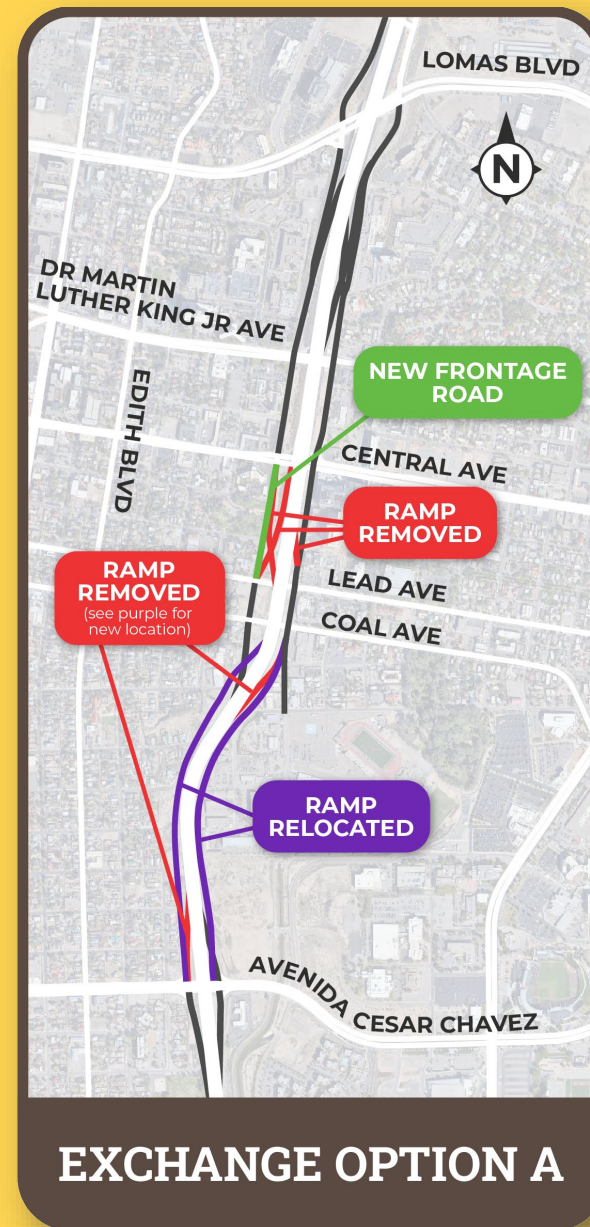 LOMAS BLVD
N
DR MARTIN
LUTHER KING JR AVE
NEW FRONTAGE
ROAD
EDITH BLVD
CENTRAL AVE
RAMP
REMOVED
RAMP
REMOVED
(see purple for
new location)
LEAD AVE
COAL AVE
RAMP
RELOCATED
AVENIDA CESAR CHAVEZ
EXCHANGE OPTION A